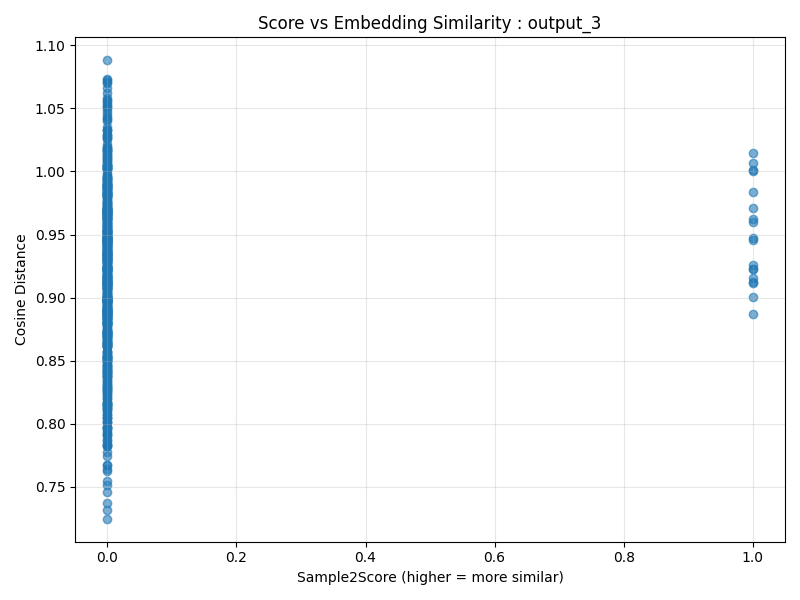 Score vs Embedding Similarity : output_3
1.10
1.05
1.00
0.95
0.90
0.85
0.80
0.75
Cosine Distance
0.0 0.2 0.4 0.6 0.8 1.0
Sample2Score (higher = more similar)